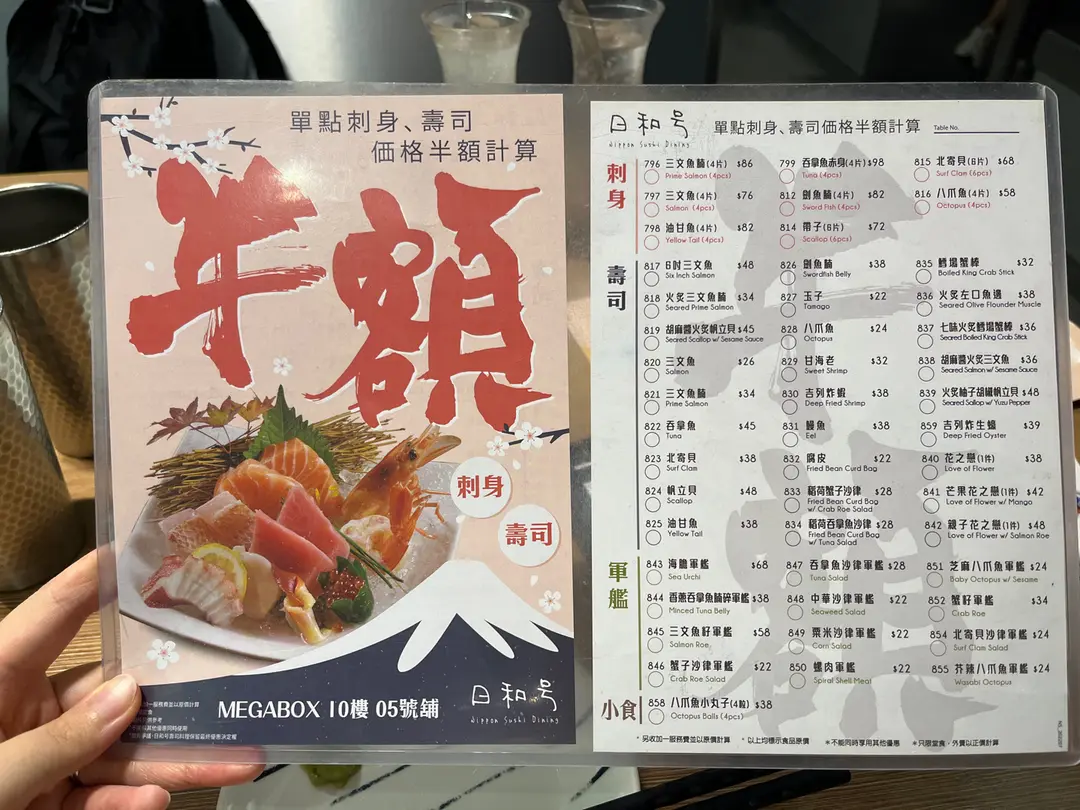 單點刺身、壽司
価格半額計算
半額
刺身
壽司
MEGABOX 10樓 05號舖
日和号
Nippon Sushi Dining
日和号
Nippon Sushi Dining
單點刺身、壽司価格半額計算
Table No.
刺身
796 三文魚腩(4片) $86
Prime Salmon (4pcs)
797 三文魚(4片) $76
Salmon (4pcs)
798 油甘魚(4片) $82
Yellow Tail (4pcs)
799 吞拿魚赤身(4片) $98
Tuna (4pcs)
812 劍魚腩(4片) $82
Sword Fish (4pcs)
814 帶子(6片) $72
Scallop (6pcs)
815 北寄貝(6片) $68
Surf Clam (6pcs)
816 八爪魚(4片) $58
Octopus (4pcs)
壽司
817 6吋三文魚 $48
Six Inch Salmon
818 火炙三文魚腩 $34
Seared Prime Salmon
819 胡麻醬火炙帆立貝 $45
Seared Scallop w/ Sesame Sauce
820 三文魚 $26
Salmon
821 三文魚腩 $34
Prime Salmon
822 吞拿魚 $45
Tuna
823 北寄貝 $38
Surf Clam
824 帆立貝 $48
Scallop
825 油甘魚 $38
Yellow Tail
826 劍魚腩 $38
Swordfish Belly
827 玉子 $22
Tamago
828 八爪魚 $24
Octopus
829 甘海老 $32
Sweet Shrimp
830 吉列炸蝦 $38
Deep Fried Shrimp
831 鰻魚 $38
Eel
832 腐皮 $22
Fried Bean Curd Bag
833 稻荷蟹子沙律 $28
Fried Bean Curd Bag
w/ Crab Roe Salad
834 稻荷吞拿魚沙律 $28
Fried Bean Curd Bag
w/ Tuna Salad
835 鱈場蟹棒 $32
Boiled King Crab Stick
836 火炙左口魚邊 $38
Seared Olive Flounder Muscle
837 七味火炙鱈場蟹棒 $36
Seared Boiled King Crab Stick
838 胡麻醬火炙三文魚 $36
Seared Salmon w/ Sesame Sauce
839 火炙柚子胡椒帆立貝 $48
Seared Scallop w/ Yuzu Pepper
859 吉列炸生蠔 $39
Deep Fried Oyster
840 花之戀 $38
Love of Flower
841 芒果花之戀(1件) $42
Love of Flower w/ Mango
842 親子花之戀(1件) $48
Love of Flower w/ Salmon Roe
軍艦
843 海膽軍艦 $68
Sea Urchi
844 香蔥吞拿魚腩碎軍艦 $38
Minced Tuna Belly
845 三文魚籽軍艦 $58
Salmon Roe
846 蟹子沙律軍艦 $22
Crab Roe Salad
847 吞拿魚沙律軍艦 $28
Tuna Salad
848 中華沙律軍艦 $22
Seaweed Salad
849 粟米沙律軍艦 $22
Corn Salad
850 螺肉軍艦 $22
Spiral Shell Meat
851 芝麻八爪魚軍艦 $24
Baby Octopus w/ Sesame
852 蟹籽軍艦 $34
Crab Roe
854 北寄貝沙律軍艦 $24
Surf Clam Salad
855 芥辣八爪魚軍艦 $24
Wasabi Octopus
小食
858 八爪魚小丸子(4粒) $38
Octopus Balls (4pcs)
*另收加一服務費並以原價計算 *以上均標示食品原價 *不能同時享用其他優惠 *只限堂食，外賣以正價計算